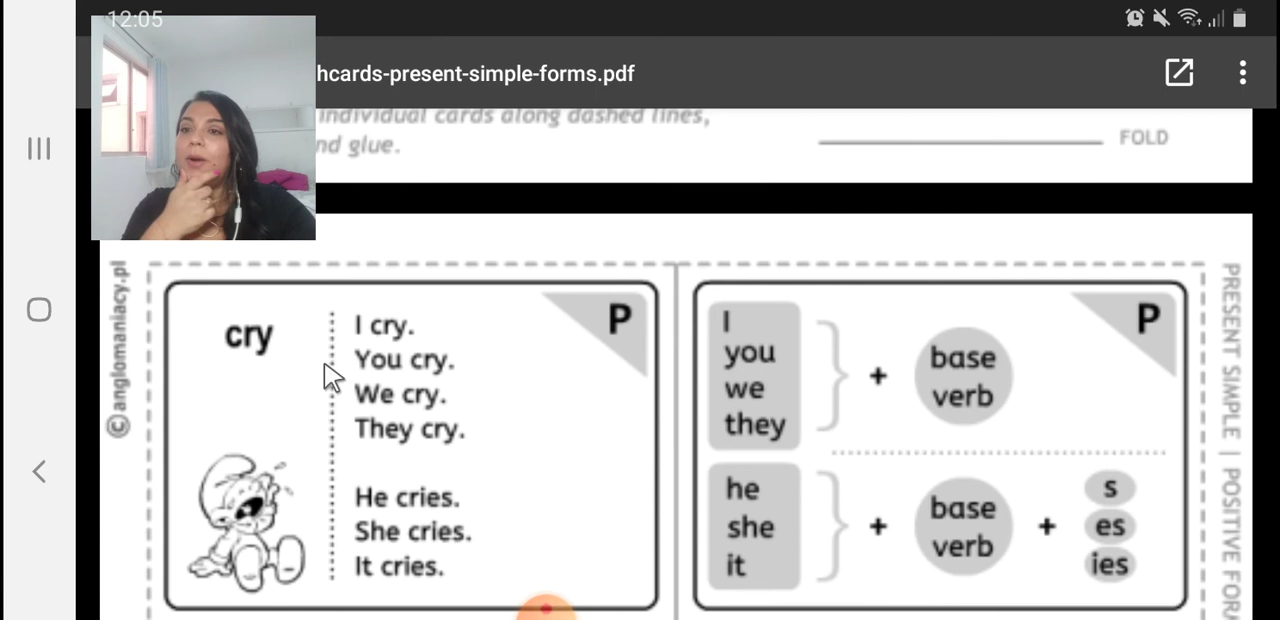 12:05
hcards-present-simple-forms.pdf
individual cards along dashed lines,
nd glue.
FOLD
© anglomaniacy.pl
cry
I cry.
You cry.
We cry.
They cry.
He cries.
She cries.
It cries.
P
I
you
we
they
+
base
verb
he
she
it
+
base
verb
+
s
es
ies
P
PRESENT SIMPLE | POSITIVE FORM